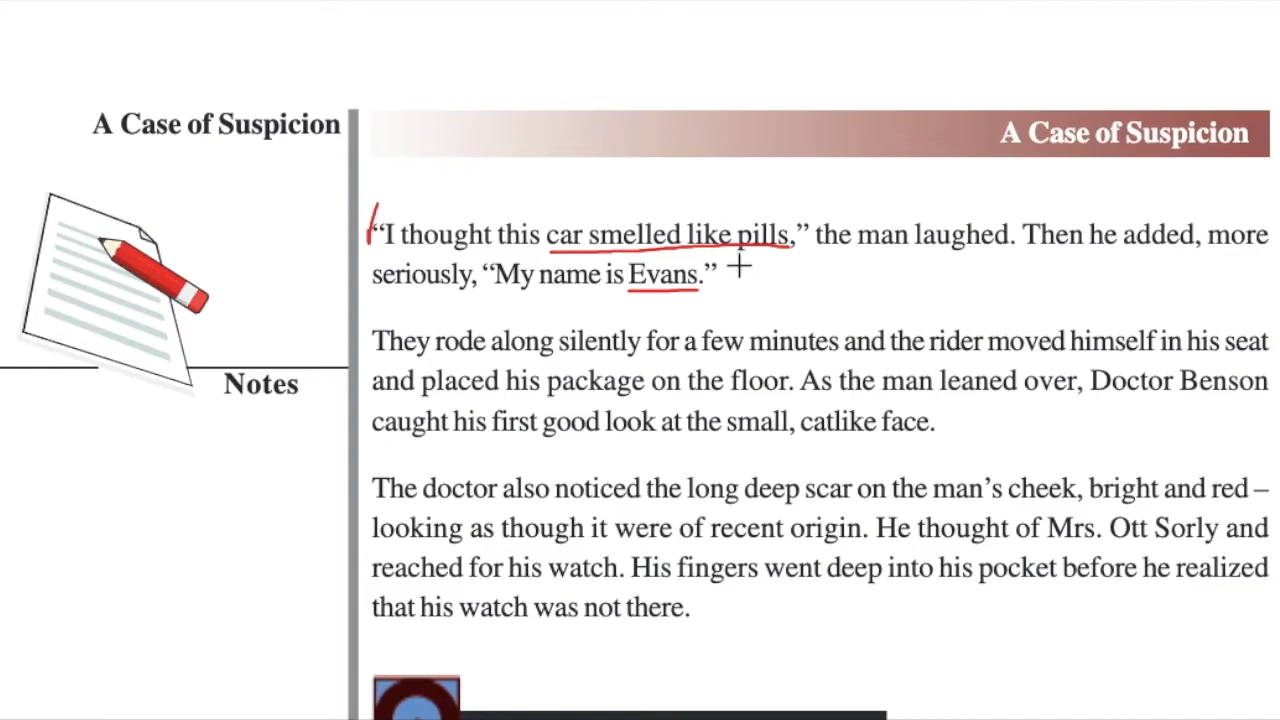 A Case of Suspicion
A Case of Suspicion
“I thought this car smelled like pills,” the man laughed. Then he added, more
seriously, “My name is Evans.”
They rode along silently for a few minutes and the rider moved himself in his seat
and placed his package on the floor. As the man leaned over, Doctor Benson
caught his first good look at the small, catlike face.
The doctor also noticed the long deep scar on the man’s cheek, bright and red –
looking as though it were of recent origin. He thought of Mrs. Ott Sorly and
reached for his watch. His fingers went deep into his pocket before he realized
that his watch was not there.
Notes